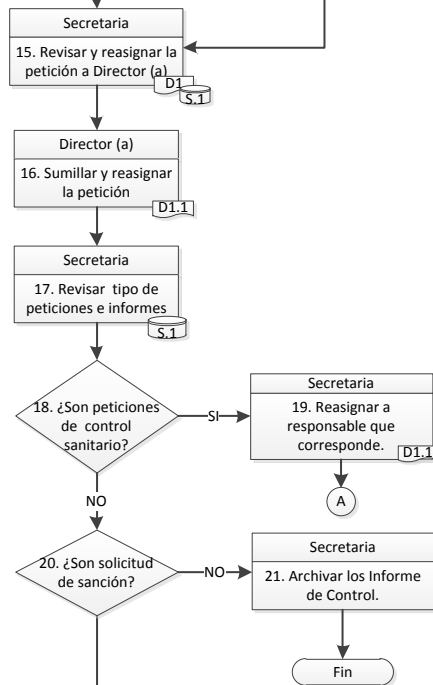 Secretaria
15. Revisar y reasignar la
petición a Director (a)
D1
S.1
Director (a)
16. Sumillar y reasignar
la petición
D1.1
Secretaria
17. Revisar tipo de
peticiones e informes
S.1
18. ¿Son peticiones
de control
sanitario?
SI
Secretaria
19. Reasignar a
responsable que
corresponde.
D1.1
A
NO
20. ¿Son solicitud
de sanción?
NO
Secretaria
21. Archivar los Informe
de Control.
Fin